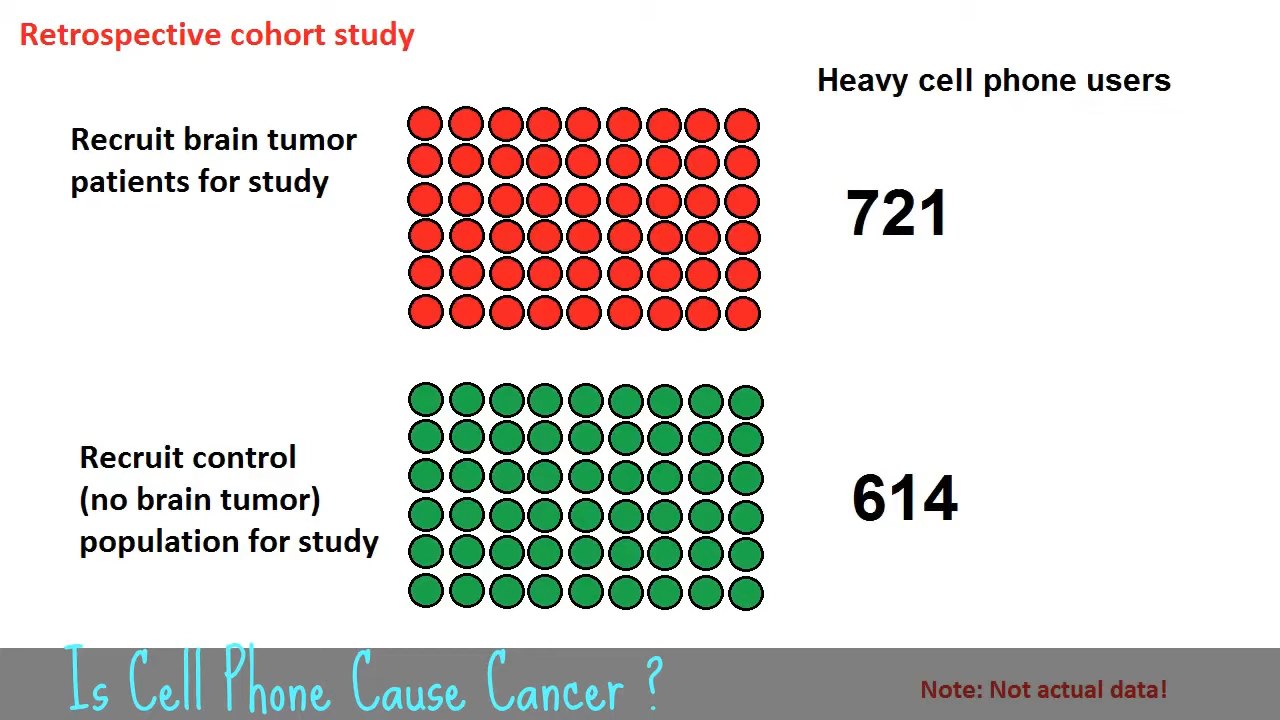 Retrospective cohort study
Heavy cell phone users
Recruit brain tumor
patients for study
721
Recruit control
(no brain tumor)
population for study
614
Is Cell Phone Cause Cancer ?
Note: Not actual data!